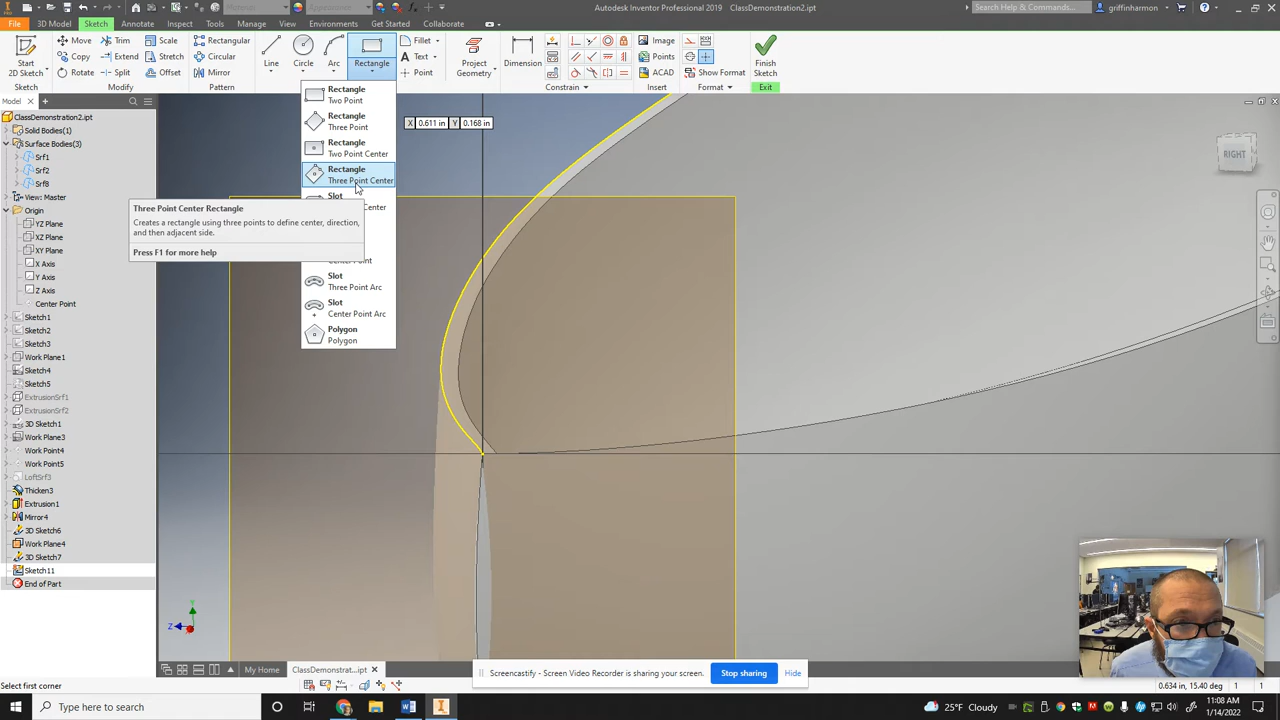 Material
Appearance
Autodesk Inventor Professional 2019 ClassDemonstration2.ipt
Search Help & Commands...
griffinharmon
File 3D Model Sketch Annotate Inspect Tools Manage View Environments Get Started Collaborate
Start
2D Sketch
Move Trim Scale
Copy Extend Stretch
Rotate Split Offset
Modify
Rectangular
Circular
Mirror
Pattern
Line Circle Arc Rectangle
Fillet
Text
Point
Project
Geometry
Dimension
Constrain
Image
Points
ACAD
Insert
Show Format
Format
Finish
Sketch
Exit
Model
ClassDemonstration2.ipt
Solid Bodies(1)
Surface Bodies(3)
Srf1
Srf2
Srf8
View: Master
Origin
YZ Plane
XZ Plane
XY Plane
X Axis
Y Axis
Z Axis
Center Point
Sketch1
Sketch2
Sketch3
Work Plane1
Sketch4
Sketch5
ExtrusionSrf1
ExtrusionSrf2
3D Sketch1
Work Plane3
Work Point4
Work Point5
LoftSrf3
Thicken3
Extrusion1
Mirror4
3D Sketch6
Work Plane4
3D Sketch7
Sketch11
End of Part
Rectangle
Two Point
Rectangle
Three Point
Rectangle
Two Point Center
Rectangle
Three Point Center
Slot
Slot
Three Point Arc
Slot
Center Point Arc
Polygon
Polygon
Three Point Center Rectangle
Creates a rectangle using three points to define center, direction,
and then adjacent side.
Press F1 for more help
X 0.611 in Y 0.168 in
RIGHT
Y
Z
My Home ClassDemonstrat...ipt
Screencastify - Screen Video Recorder is sharing your screen. Stop sharing Hide
Select first corner
0.634 in, 15.40 deg 1 1
Type here to search
25°F Cloudy
11:08 AM
1/14/2022